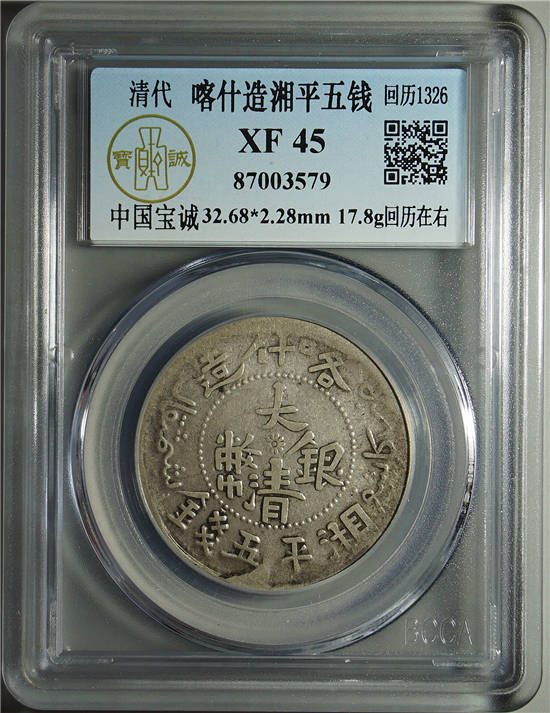 清代 喀什造湘平五钱 回历1326
XF 45
寶 誠
87003579
中国宝诚 32.68*2.28mm 17.8g 回历在右
造什喀
大
幣 銀
清
錢五平湘
BCCA